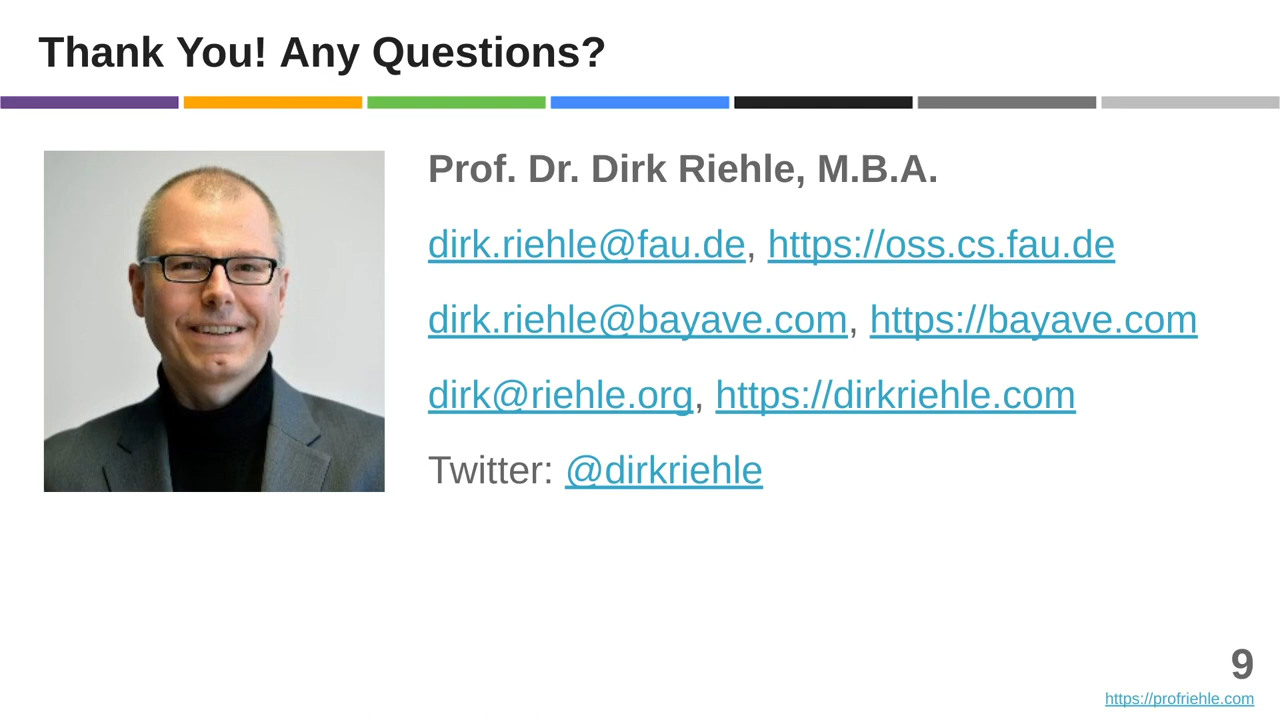 Thank You! Any Questions?
Prof. Dr. Dirk Riehle, M.B.A.
dirk.riehle@fau.de, https://oss.cs.fau.de
dirk.riehle@bayave.com, https://bayave.com
dirk@riehle.org, https://dirkriehle.com
Twitter: @dirkriehle
9
https://profriehle.com